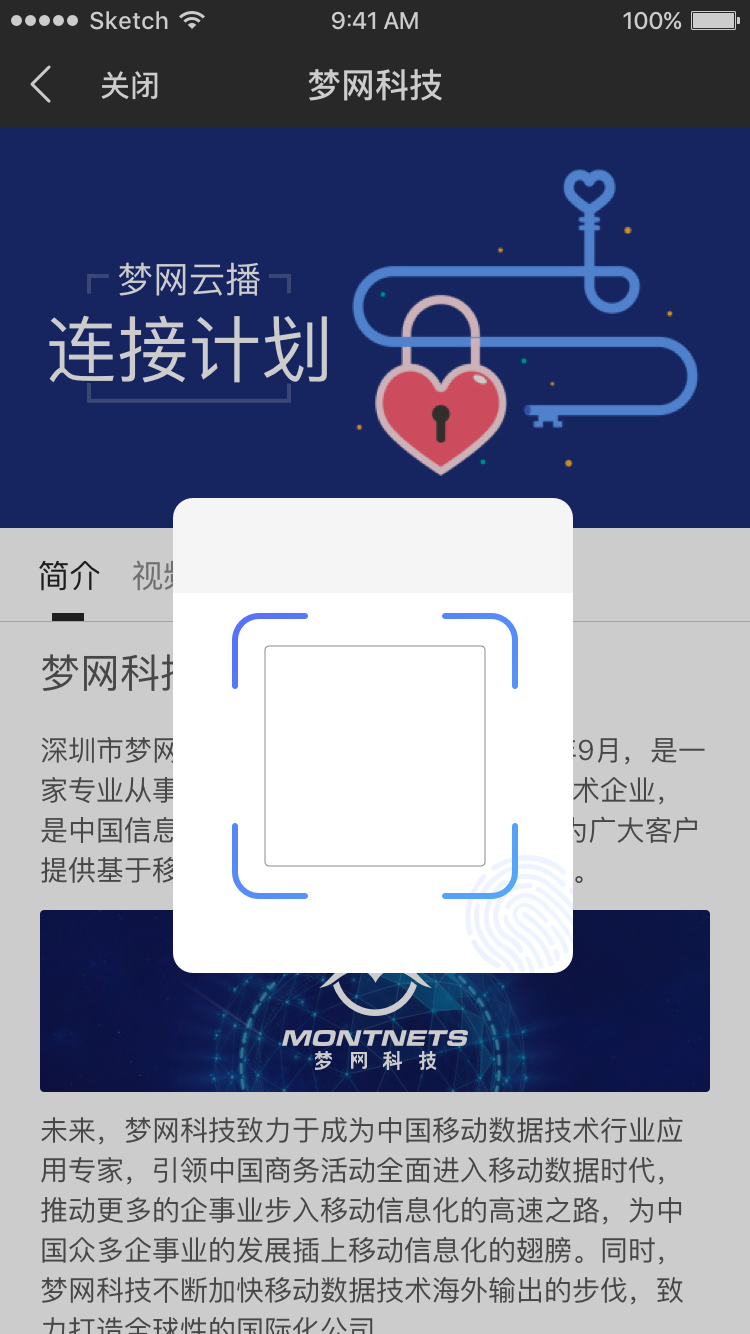 Sketch 9:41 AM 100%
关闭 梦网科技
梦网云播
连接计划
简介 视频
梦网科技
深圳市梦网 年9月，是一
家专业从事 术企业，
是中国信息 为广大客户
提供基于移 。
MONTNETS
梦网科技
未来，梦网科技致力于成为中国移动数据技术行业应
用专家，引领中国商务活动全面进入移动数据时代，
推动更多的企事业步入移动信息化的高速之路，为中
国众多企事业的发展插上移动信息化的翅膀。同时，
梦网科技不断加快移动数据技术海外输出的步伐，致
力打造全球性的国际化公司